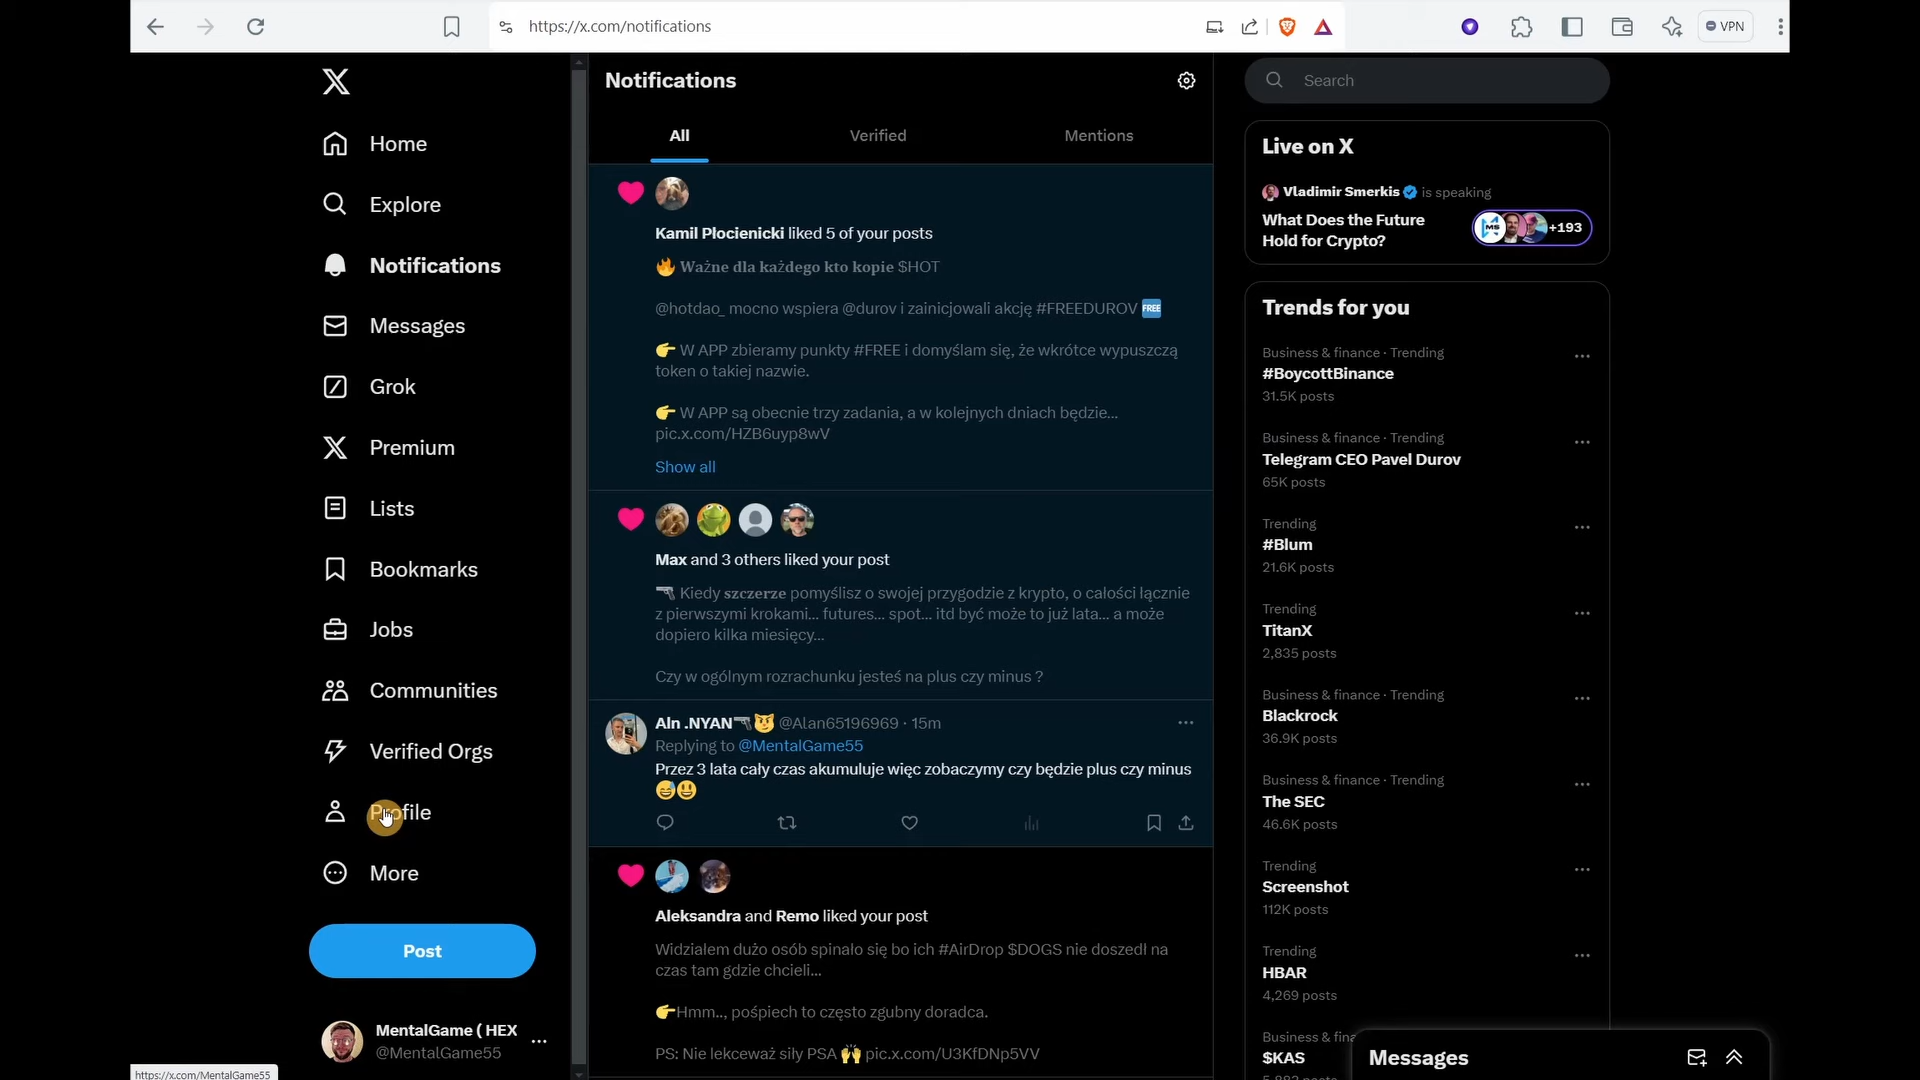 https://x.com/notifications
VPN
Home
Explore
Notifications
Messages
Grok
Premium
Lists
Bookmarks
Jobs
Communities
Verified Orgs
Profile
More
Post
MentalGame ( HEX
@MentalGame55
https://x.com/MentalGame55
Notifications
All
Verified
Mentions
Kamil Płocienicki liked 5 of your posts
🔥 Ważne dla każdego kto kopie $HOT
@hotdao_ mocno wspiera @durov i zainicjowali akcję #FREEDUROV 🆓
👉 W APP zbieramy punkty #FREE i domyślam się, że wkrótce wypuszczą
token o takiej nazwie.
👉 W APP są obecnie trzy zadania, a w kolejnych dniach będzie...
pic.x.com/HZB6uyp8wV
Show all
Max and 3 others liked your post
🔫 Kiedy szczerze pomyślisz o swojej przygodzie z krypto, o całości łącznie
z pierwszymi krokami... futures... spot... itd być może to już lata... a może
dopiero kilka miesięcy...
Czy w ogólnym rozrachunku jesteś na plus czy minus ?
Aln .NYAN🔫😼 @Alan65196969 · 15m
Replying to @MentalGame55
Przez 3 lata cały czas akumuluje więc zobaczymy czy będzie plus czy minus
😅😃
Aleksandra and Remo liked your post
Widziałem dużo osób spinało się bo ich #AirDrop $DOGS nie doszedł na
czas tam gdzie chcieli...
👉Hmm.., pośpiech to często zgubny doradca.
PS: Nie lekceważ siły PSA 🙌 pic.x.com/U3KfDNp5VV
Search
Live on X
Vladimir Smerkis is speaking
What Does the Future
Hold for Crypto?
MS
+193
Trends for you
Business & finance · Trending
#BoycottBinance
31.5K posts
Business & finance · Trending
Telegram CEO Pavel Durov
65K posts
Trending
#Blum
21.6K posts
Trending
TitanX
2,835 posts
Business & finance · Trending
Blackrock
36.9K posts
Business & finance · Trending
The SEC
46.6K posts
Trending
Screenshot
112K posts
Trending
HBAR
4,269 posts
Business & fina
$KAS
Messages